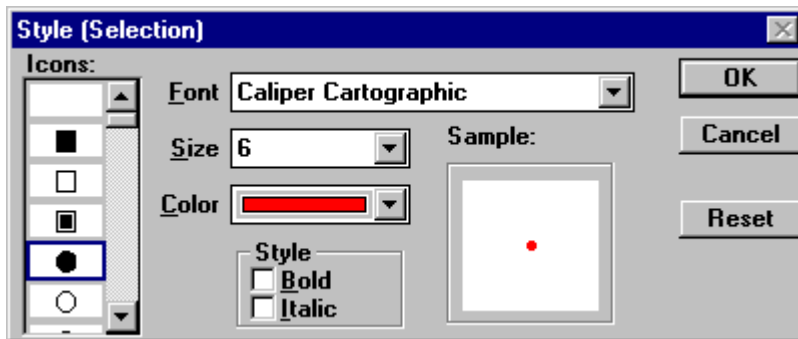 Style (Selection)
Icons:
Font Caliper Cartographic
OK
Size 6
Sample:
Cancel
Color
Reset
Style
Bold
Italic